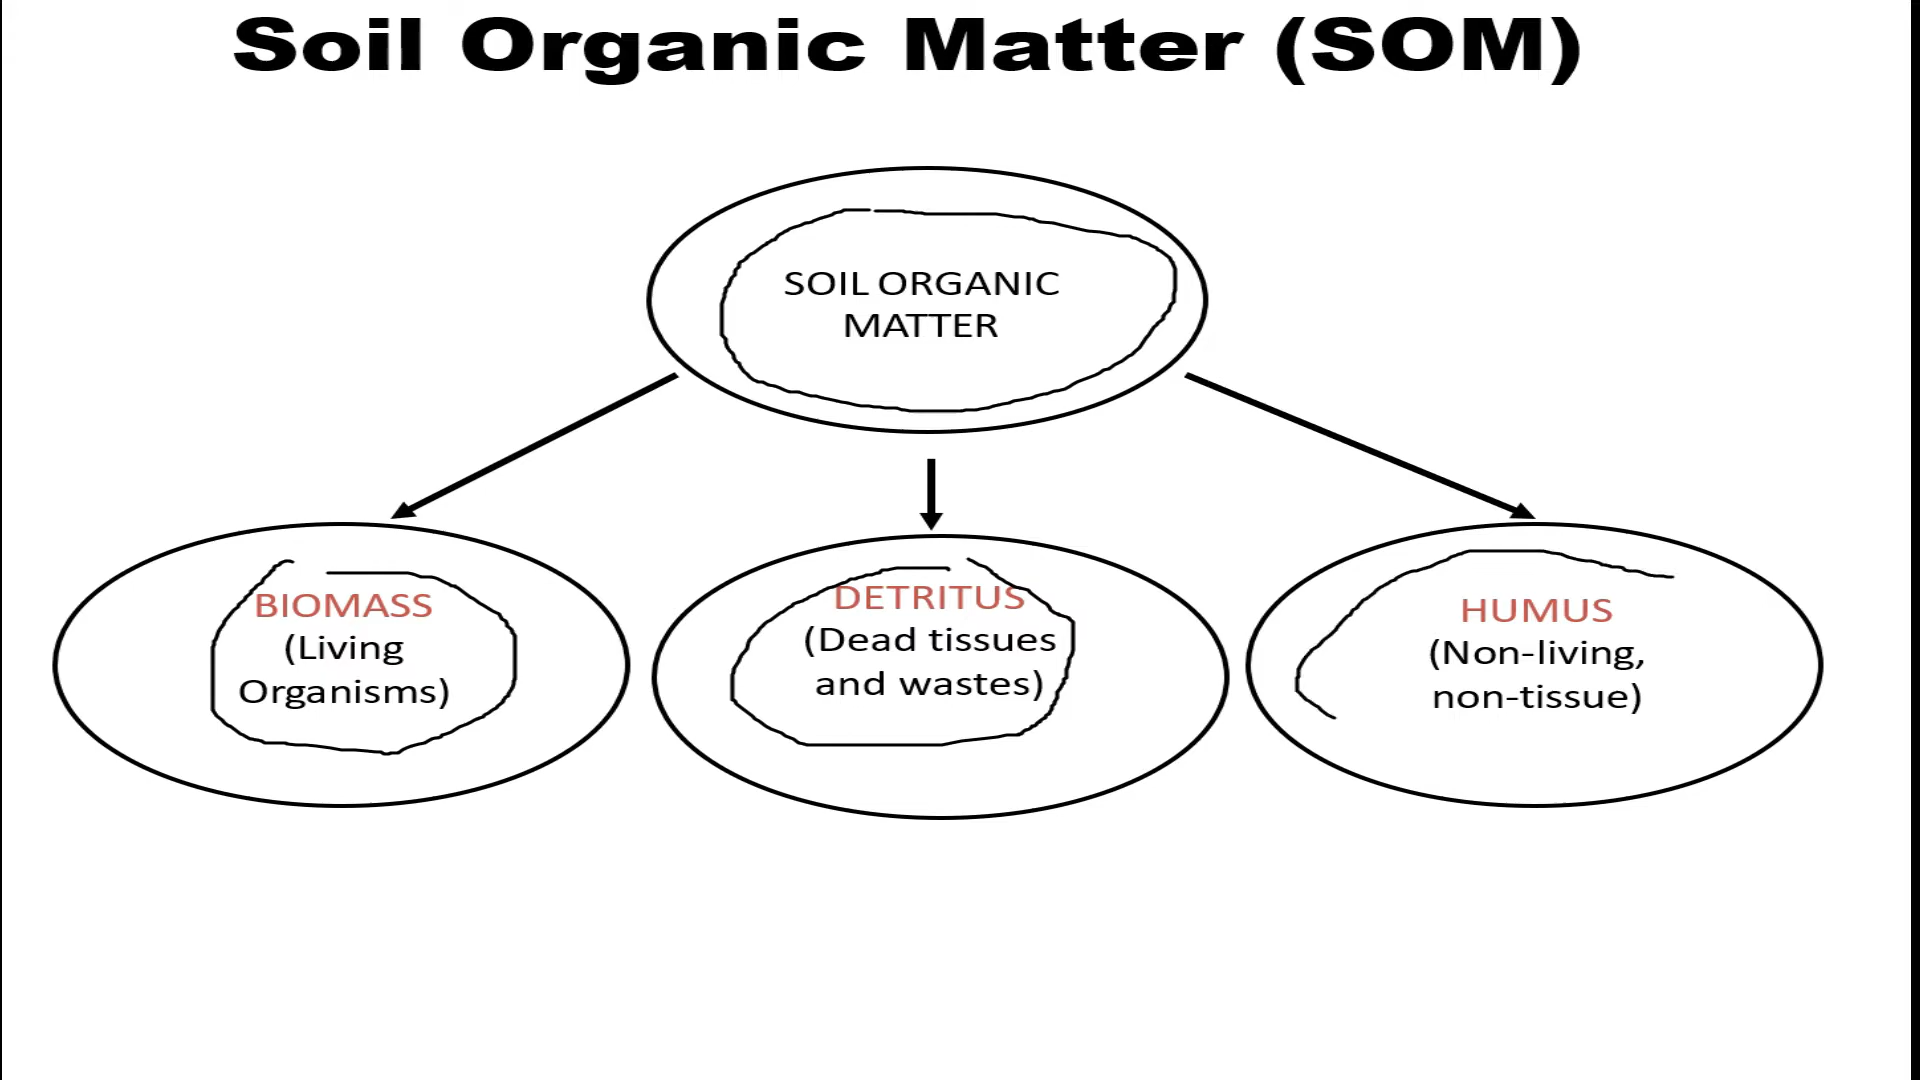 Soil Organic Matter (SOM)
SOIL ORGANIC
MATTER
BIOMASS
(Living
Organisms)
DETRITUS
(Dead tissues
and wastes)
HUMUS
(Non-living,
non-tissue)